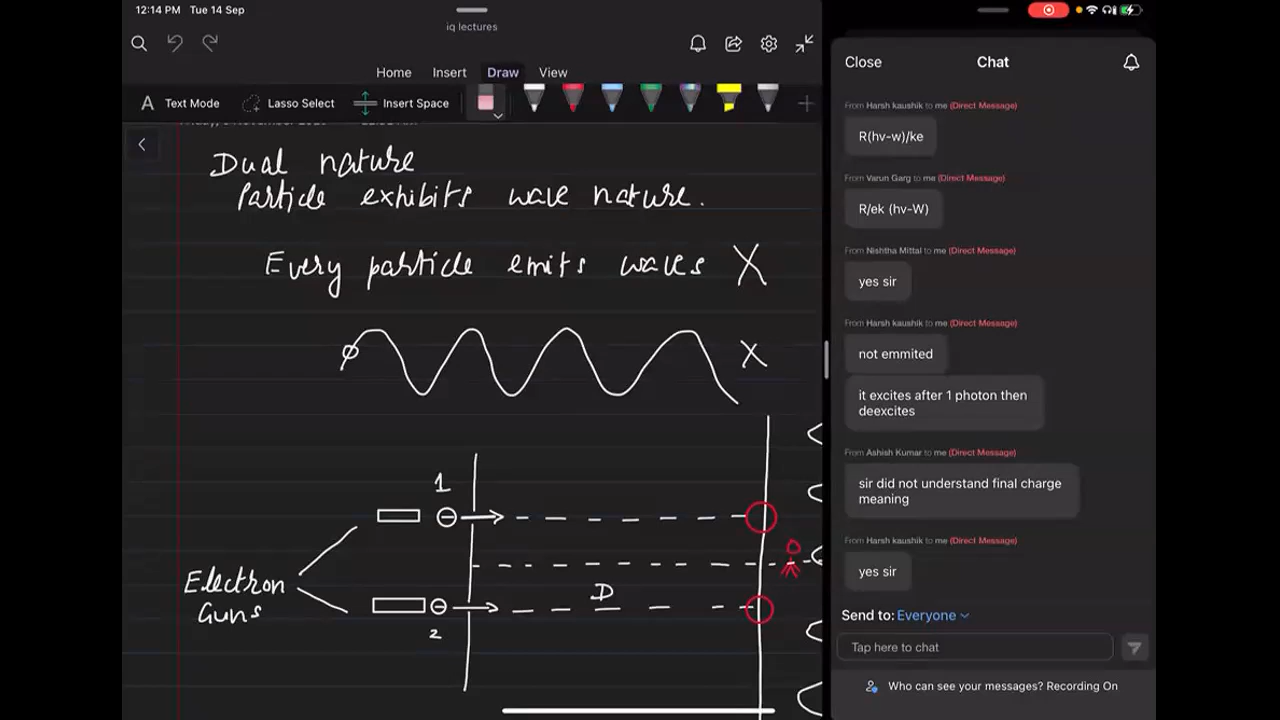 12:14 PM Tue 14 Sep
iq lectures
Home Insert Draw View
Text Mode Lasso Select Insert Space
Dual nature
Particle exhibits wave nature.
Every particle emits waves X
X
1
Electron
Guns
D
2
Close Chat
From Harsh kaushik to me (Direct Message)
R(hv-w)/ke
From Varun Garg to me (Direct Message)
R/ek (hv-W)
From Nishtha Mittal to me (Direct Message)
yes sir
From Harsh kaushik to me (Direct Message)
not emmited
it excites after 1 photon then
deexcites
From Ashish Kumar to me (Direct Message)
sir did not understand final charge
meaning
From Harsh kaushik to me (Direct Message)
yes sir
Send to: Everyone
Tap here to chat
Who can see your messages? Recording On